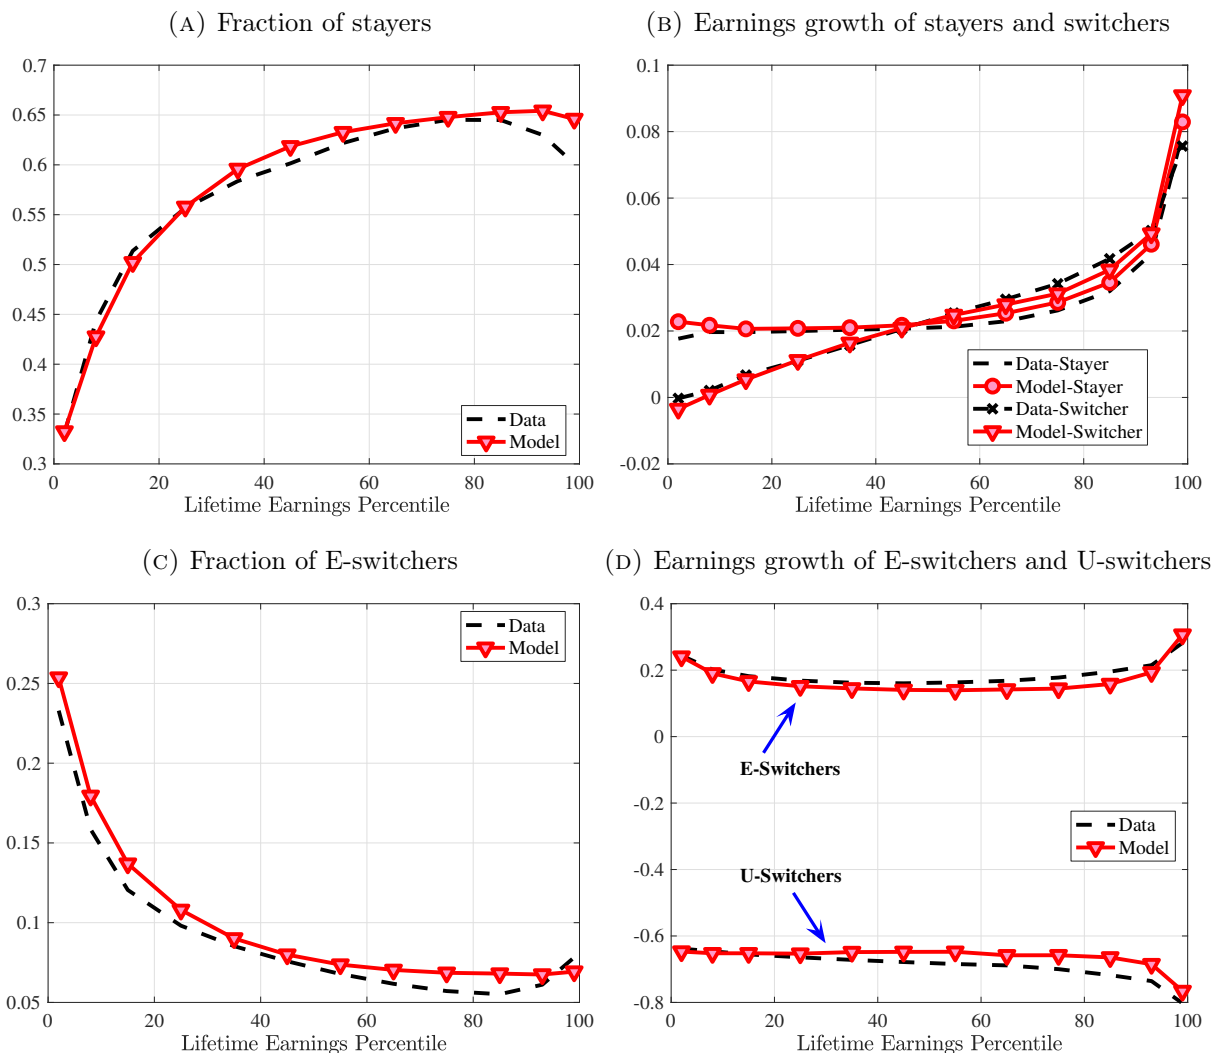 (A) Fraction of stayers
0.7
0.65
0.6
0.55
0.5
0.45
0.4
0.35
0.3
0 20 40 60 80 100
Lifetime Earnings Percentile
Data
Model
(B) Earnings growth of stayers and switchers
0.1
0.08
0.06
0.04
0.02
0
-0.02
0 20 40 60 80 100
Lifetime Earnings Percentile
Data-Stayer
Model-Stayer
Data-Switcher
Model-Switcher
(C) Fraction of E-switchers
0.3
0.25
0.2
0.15
0.1
0.05
0 20 40 60 80 100
Lifetime Earnings Percentile
Data
Model
(D) Earnings growth of E-switchers and U-switchers
0.4
0.2
0
-0.2
-0.4
-0.6
-0.8
0 20 40 60 80 100
Lifetime Earnings Percentile
E-Switchers
U-Switchers
Data
Model